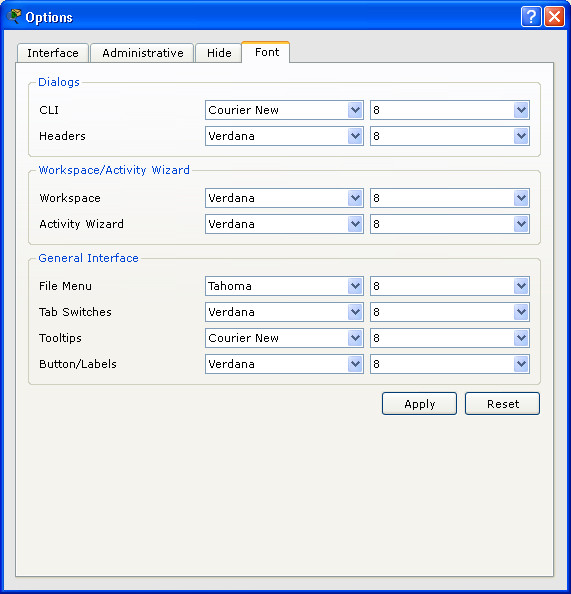 Options
Interface Administrative Hide Font
Dialogs
CLI Courier New 8
Headers Verdana 8
Workspace/Activity Wizard
Workspace Verdana 8
Activity Wizard Verdana 8
General Interface
File Menu Tahoma 8
Tab Switches Verdana 8
Tooltips Courier New 8
Button/Labels Verdana 8
Apply Reset